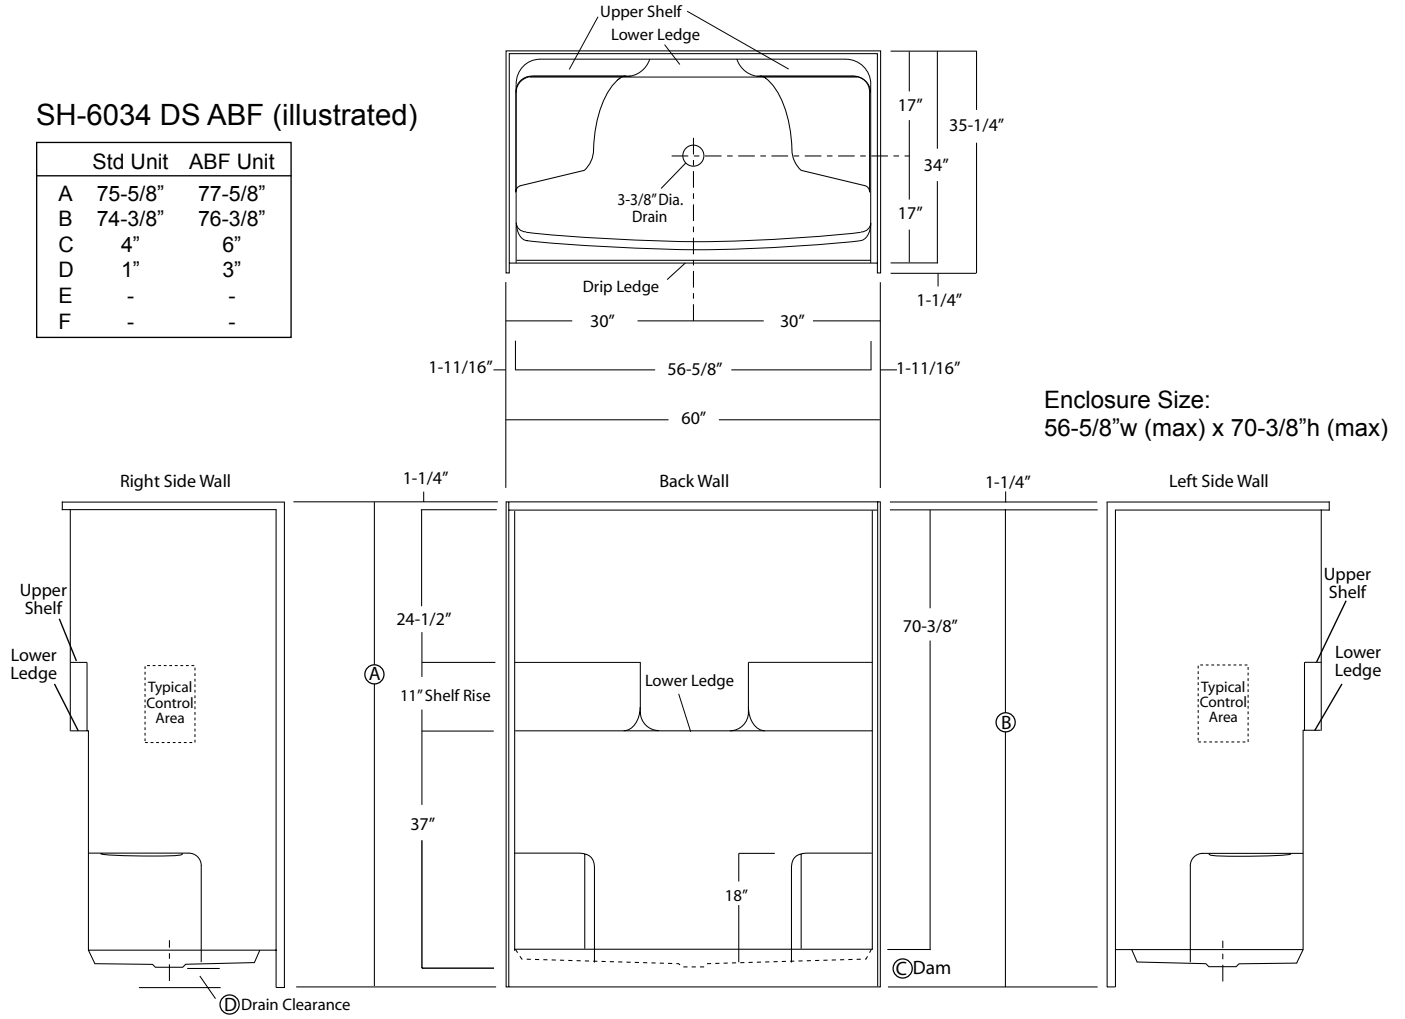 Upper Shelf
Lower Ledge
SH-6034 DS ABF (illustrated)
Std Unit ABF Unit
A 75-5/8” 77-5/8”
B 74-3/8” 76-3/8”
C 4” 6”
D 1” 3”
E - -
F - -
17”
35-1/4”
34”
17”
3-3/8” Dia.
Drain
Drip Ledge
1-1/4”
30” 30”
1-11/16” 56-5/8” 1-11/16”
60”
Enclosure Size:
56-5/8”w (max) x 70-3/8”h (max)
Right Side Wall
1-1/4”
Back Wall
1-1/4”
Left Side Wall
Upper
Shelf
Lower
Ledge
Typical
Control
Area
A
24-1/2”
11” Shelf Rise
37”
Lower Ledge
18”
70-3/8”
B
C Dam
D Drain Clearance
Upper
Shelf
Lower
Ledge
Typical
Control
Area